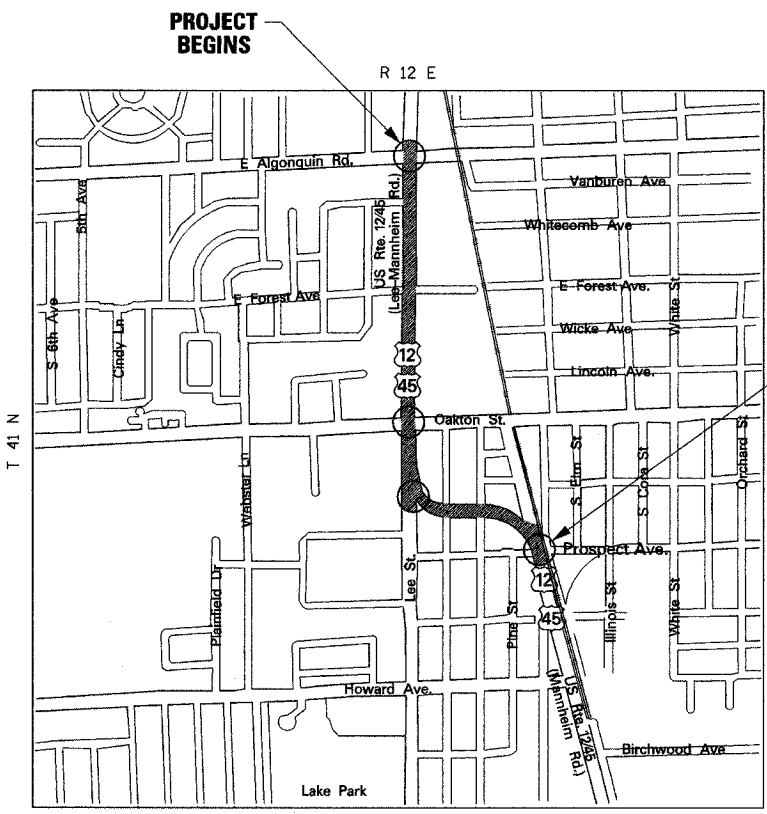 PROJECT
BEGINS
R 12 E
E Algonquin Rd.
5th Ave
Vanburen Ave
US Rte. 12/45
(Lee-Mannheim Rd.)
Whitecomb Ave
S 6th Ave
Cindy Ln
E Forest Ave
E Forest Ave.
White St
Wicke Ave
12
45
Lincoln Ave.
T 41 N
Oakton St.
Webster Ln
S Elm St
S Cora St
Orchard St
Prospect Ave.
Plainfield Dr
Lee St.
Pine St
12
45
Illinois St
White St
Howard Ave.
US Rte. 12/45
(Mannheim Rd.)
Birchwood Ave
Lake Park